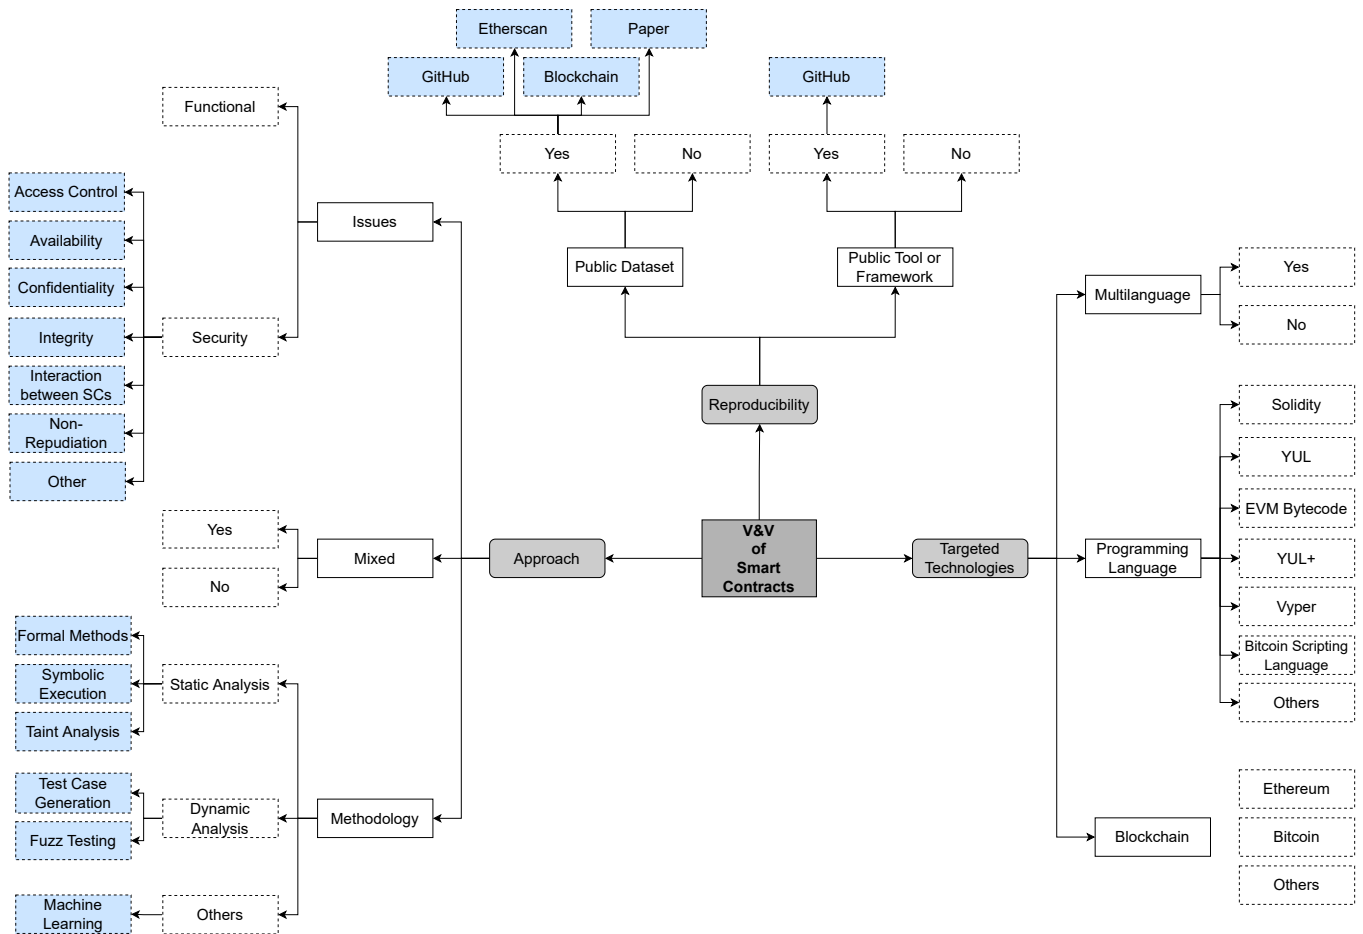 Etherscan
Paper
GitHub
Blockchain
GitHub
Functional
Yes
No
Yes
No
Access Control
Issues
Availability
Public Dataset
Public Tool or
Framework
Confidentiality
Multilanguage
Yes
No
Integrity
Security
Interaction
between SCs
Non-
Repudiation
Other
Reproducibility
Solidity
YUL
EVM Bytecode
Yes
No
Mixed
Approach
V&V
of
Smart
Contracts
Targeted
Technologies
Programming
Language
YUL+
Vyper
Bitcoin Scripting
Language
Others
Formal Methods
Symbolic
Execution
Taint Analysis
Static Analysis
Test Case
Generation
Fuzz Testing
Dynamic
Analysis
Methodology
Blockchain
Ethereum
Bitcoin
Others
Machine
Learning
Others